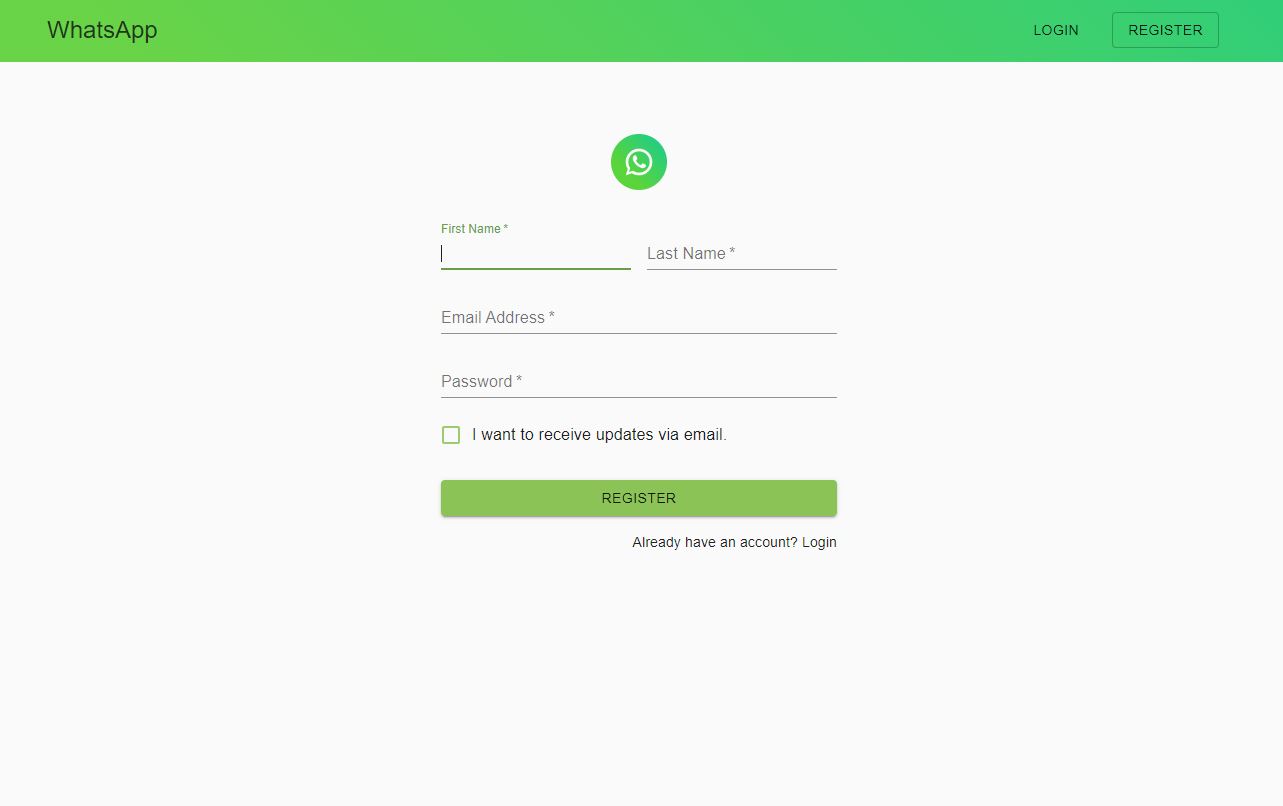 WhatsApp
LOGIN
REGISTER
First Name *
Last Name *
Email Address *
Password *
I want to receive updates via email.
REGISTER
Already have an account? Login